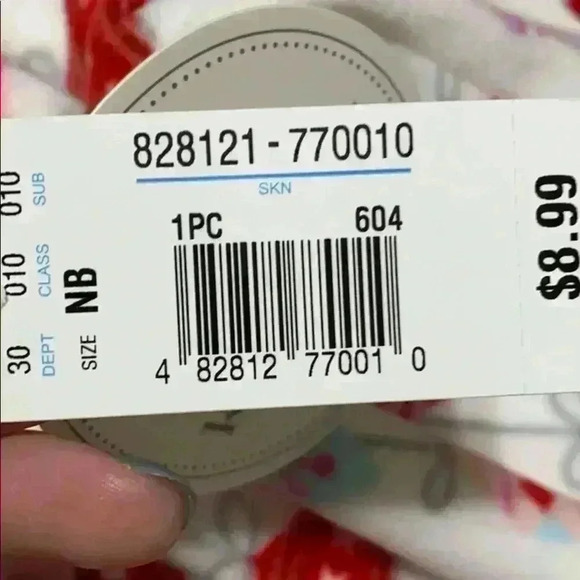 828121-770010
SKN
1PC 604
4 82812 77001 0
30 010 010
DEPT CLASS SUB
SIZE NB
$8.99